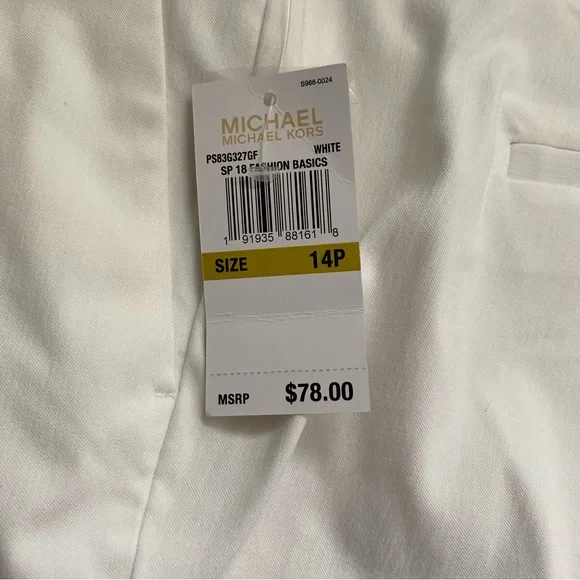 S986-0024
MICHAEL
MICHAEL KORS
PS83G327GF WHITE
SP 18 FASHION BASICS
1 91935 88161 8
SIZE 14P
MSRP $78.00